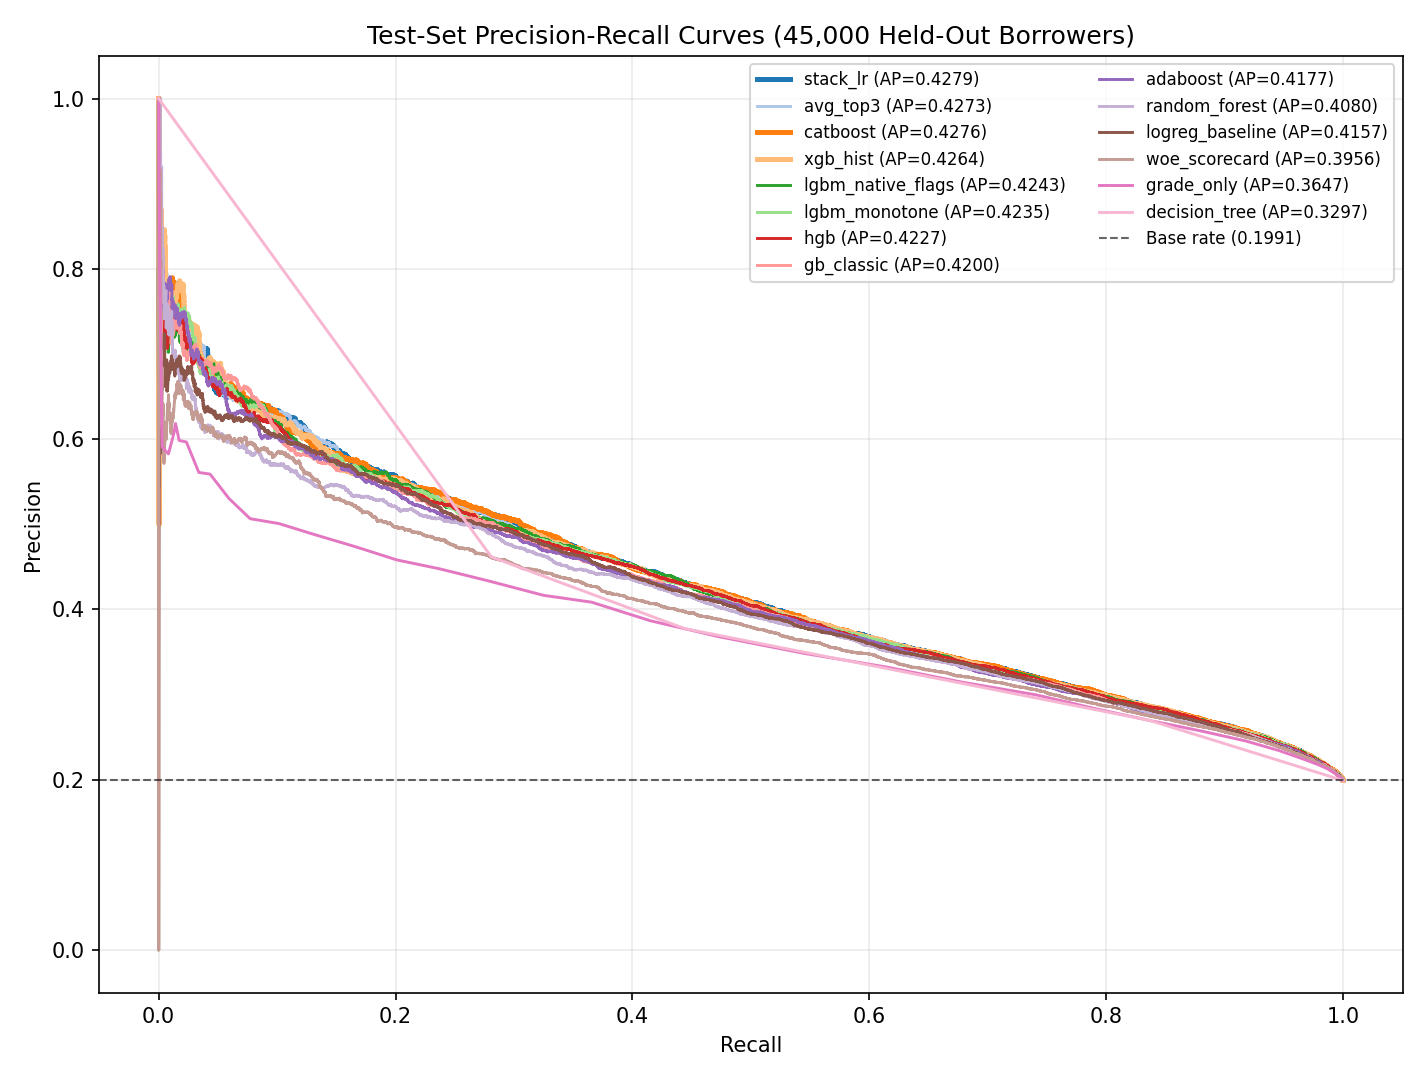 Test-Set Precision-Recall Curves (45,000 Held-Out Borrowers)
stack_lr (AP=0.4279)
avg_top3 (AP=0.4273)
catboost (AP=0.4276)
xgb_hist (AP=0.4264)
lgbm_native_flags (AP=0.4243)
lgbm_monotone (AP=0.4235)
hgb (AP=0.4227)
gb_classic (AP=0.4200)
adaboost (AP=0.4177)
random_forest (AP=0.4080)
logreg_baseline (AP=0.4157)
woe_scorecard (AP=0.3956)
grade_only (AP=0.3647)
decision_tree (AP=0.3297)
Base rate (0.1991)
Precision
1.0
0.8
0.6
0.4
0.2
0.0
0.0 0.2 0.4 0.6 0.8 1.0
Recall